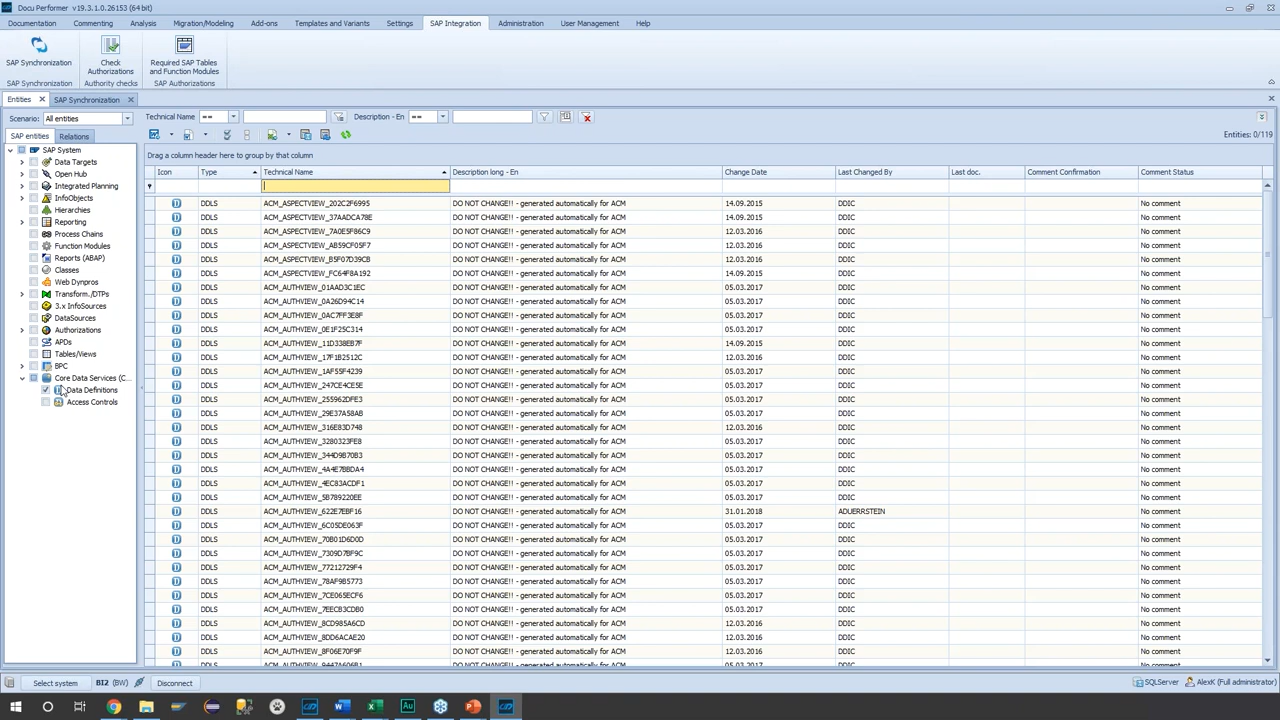 Docu Performer v19.3.1.0.26153 (64 bit)
Documentation Commenting Analysis Migration/Modeling Add-ons Templates and Variants Settings SAP Integration Administration User Management Help
SAP Synchronization Check Authorizations Required SAP Tables and Function Modules
SAP Synchronization Authority checks SAP Authorizations
Entities SAP Synchronization
Scenario: All entities Technical Name == Description - En ==
SAP entities Relations Entities: 0/119
Drag a column header here to group by that column
Icon Type Technical Name Description long - En Change Date Last Changed By Last doc. Comment Confirmation Comment Status
SAP System
Data Targets
Open Hub
Integrated Planning
InfoObjects
Hierarchies
Reporting
Process Chains
Function Modules
Reports (ABAP)
Classes
Web Dynpros
Transform./DTPs
3.x InfoSources
DataSources
Authorizations
APDs
Tables/Views
BPC
Core Data Services (C...
Data Definitions
Access Controls
DDLS ACM_ASPECTVIEW_202C2F6995 DO NOT CHANGE!! - generated automatically for ACM 14.09.2015 DDIC No comment
DDLS ACM_ASPECTVIEW_37AADCA78E DO NOT CHANGE!! - generated automatically for ACM 14.09.2015 DDIC No comment
DDLS ACM_ASPECTVIEW_7A0E5F86C9 DO NOT CHANGE!! - generated automatically for ACM 12.03.2016 DDIC No comment
DDLS ACM_ASPECTVIEW_AB59CF05F7 DO NOT CHANGE!! - generated automatically for ACM 12.03.2016 DDIC No comment
DDLS ACM_ASPECTVIEW_B5F07D39CB DO NOT CHANGE!! - generated automatically for ACM 12.03.2016 DDIC No comment
DDLS ACM_ASPECTVIEW_FC64F8A192 DO NOT CHANGE!! - generated automatically for ACM 14.09.2015 DDIC No comment
DDLS ACM_AUTHVIEW_01AAD3C1EC DO NOT CHANGE!! - generated automatically for ACM 05.03.2017 DDIC No comment
DDLS ACM_AUTHVIEW_0A26D94C14 DO NOT CHANGE!! - generated automatically for ACM 05.03.2017 DDIC No comment
DDLS ACM_AUTHVIEW_0AC7FF3E8F DO NOT CHANGE!! - generated automatically for ACM 05.03.2017 DDIC No comment
DDLS ACM_AUTHVIEW_0E1F25C314 DO NOT CHANGE!! - generated automatically for ACM 05.03.2017 DDIC No comment
DDLS ACM_AUTHVIEW_11D338EB7F DO NOT CHANGE!! - generated automatically for ACM 14.09.2015 DDIC No comment
DDLS ACM_AUTHVIEW_17F1B2512C DO NOT CHANGE!! - generated automatically for ACM 12.03.2016 DDIC No comment
DDLS ACM_AUTHVIEW_1AF55F4239 DO NOT CHANGE!! - generated automatically for ACM 05.03.2017 DDIC No comment
DDLS ACM_AUTHVIEW_247CE4CE5E DO NOT CHANGE!! - generated automatically for ACM 05.03.2017 DDIC No comment
DDLS ACM_AUTHVIEW_255962DFE3 DO NOT CHANGE!! - generated automatically for ACM 05.03.2017 DDIC No comment
DDLS ACM_AUTHVIEW_29E37A58AB DO NOT CHANGE!! - generated automatically for ACM 05.03.2017 DDIC No comment
DDLS ACM_AUTHVIEW_316E83D748 DO NOT CHANGE!! - generated automatically for ACM 12.03.2016 DDIC No comment
DDLS ACM_AUTHVIEW_3280323FE8 DO NOT CHANGE!! - generated automatically for ACM 05.03.2017 DDIC No comment
DDLS ACM_AUTHVIEW_344D9B70B3 DO NOT CHANGE!! - generated automatically for ACM 05.03.2017 DDIC No comment
DDLS ACM_AUTHVIEW_4A4E7BBDA4 DO NOT CHANGE!! - generated automatically for ACM 05.03.2017 DDIC No comment
DDLS ACM_AUTHVIEW_4EC83ACDF1 DO NOT CHANGE!! - generated automatically for ACM 05.03.2017 DDIC No comment
DDLS ACM_AUTHVIEW_5B789220EE DO NOT CHANGE!! - generated automatically for ACM 05.03.2017 DDIC No comment
DDLS ACM_AUTHVIEW_622E7EBF16 DO NOT CHANGE!! - generated automatically for ACM 31.01.2018 ADUERRSTEIN No comment
DDLS ACM_AUTHVIEW_6C05DE063F DO NOT CHANGE!! - generated automatically for ACM 05.03.2017 DDIC No comment
DDLS ACM_AUTHVIEW_70B01D6D0D DO NOT CHANGE!! - generated automatically for ACM 05.03.2017 DDIC No comment
DDLS ACM_AUTHVIEW_7309D7BF9C DO NOT CHANGE!! - generated automatically for ACM 05.03.2017 DDIC No comment
DDLS ACM_AUTHVIEW_77212729F4 DO NOT CHANGE!! - generated automatically for ACM 05.03.2017 DDIC No comment
DDLS ACM_AUTHVIEW_78AF9B5773 DO NOT CHANGE!! - generated automatically for ACM 05.03.2017 DDIC No comment
DDLS ACM_AUTHVIEW_7CE065ECF6 DO NOT CHANGE!! - generated automatically for ACM 05.03.2017 DDIC No comment
DDLS ACM_AUTHVIEW_7EECB3CDB0 DO NOT CHANGE!! - generated automatically for ACM 05.03.2017 DDIC No comment
DDLS ACM_AUTHVIEW_8CD985A6CD DO NOT CHANGE!! - generated automatically for ACM 12.03.2016 DDIC No comment
DDLS ACM_AUTHVIEW_8DD6ACAE20 DO NOT CHANGE!! - generated automatically for ACM 12.03.2016 DDIC No comment
DDLS ACM_AUTHVIEW_8F06E70F9F DO NOT CHANGE!! - generated automatically for ACM 12.03.2016 DDIC No comment
DDLS ACM_AUTHVIEW_9447A606B1 DO NOT CHANGE!! - generated automatically for ACM 05.03.2017 DDIC No comment
Select system BI2 (BW) Disconnect SQLServer AlexK (Full administrator)